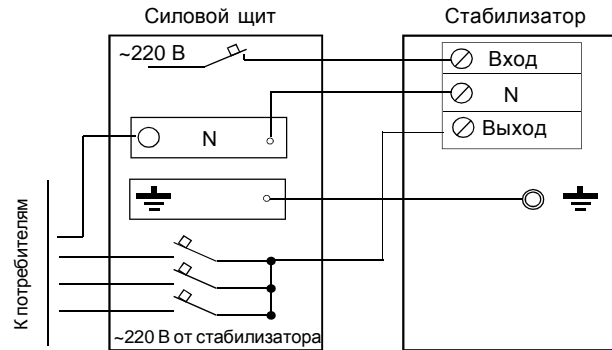 Силовой щит
Стабилизатор
~220 В
Вход
N
N
Выход
К потребителям
~220 В от стабилизатора